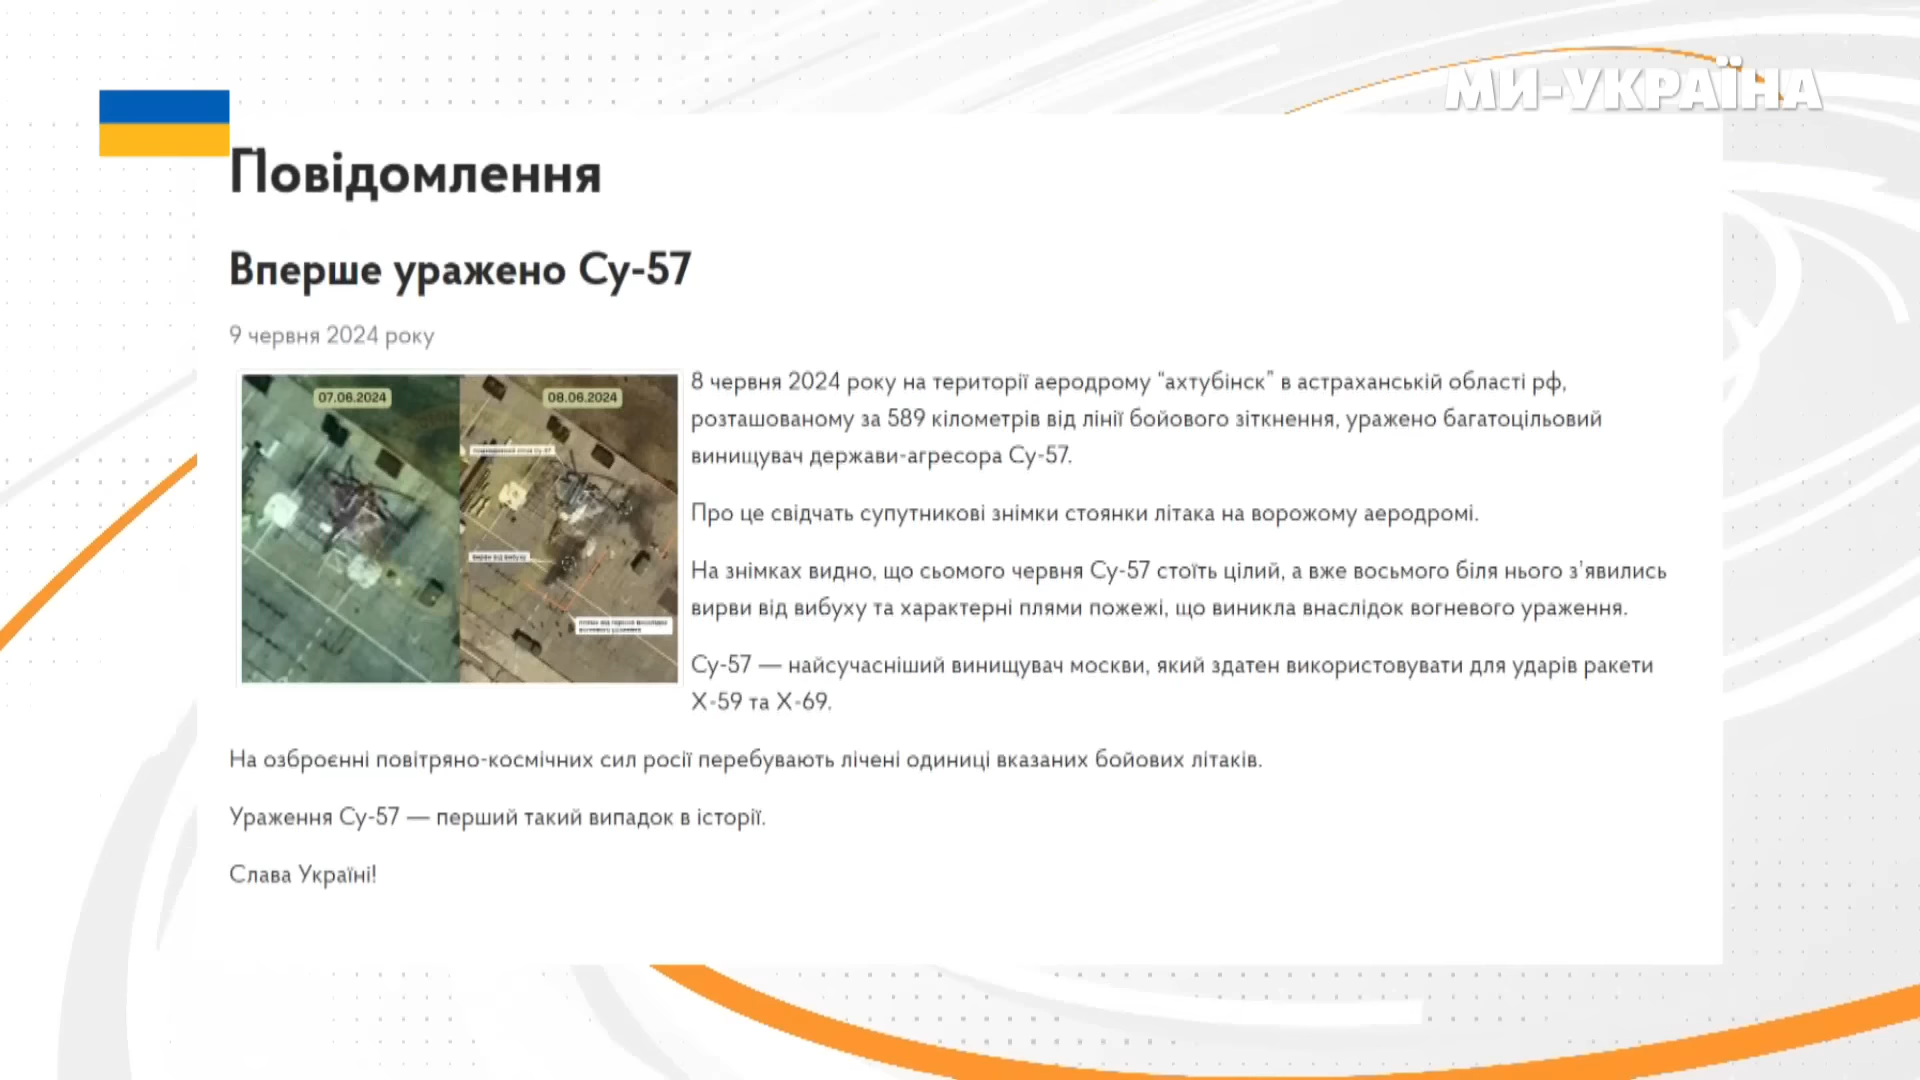 МИ-УКРАЇНА
Повідомлення
Вперше уражено Су-57
9 червня 2024 року
07.06.2024
08.06.2024
8 червня 2024 року на території аеродрому “ахтубінск” в астраханській області рф,
розташованому за 589 кілометрів від лінії бойового зіткнення, уражено багатоцільовий
винищувач держави-агресора Су-57.
Про це свідчать супутникові знімки стоянки літака на ворожому аеродромі.
На знімках видно, що сьомого червня Су-57 стоїть цілий, а вже восьмого біля нього з’явились
вирви від вибуху та характерні плями пожежі, що виникла внаслідок вогневого ураження.
Су-57 — найсучасніший винищувач москви, який здатен використовувати для ударів ракети
Х-59 та Х-69.
На озброєнні повітряно-космічних сил росії перебувають лічені одиниці вказаних бойових літаків.
Ураження Су-57 — перший такий випадок в історії.
Слава Україні!